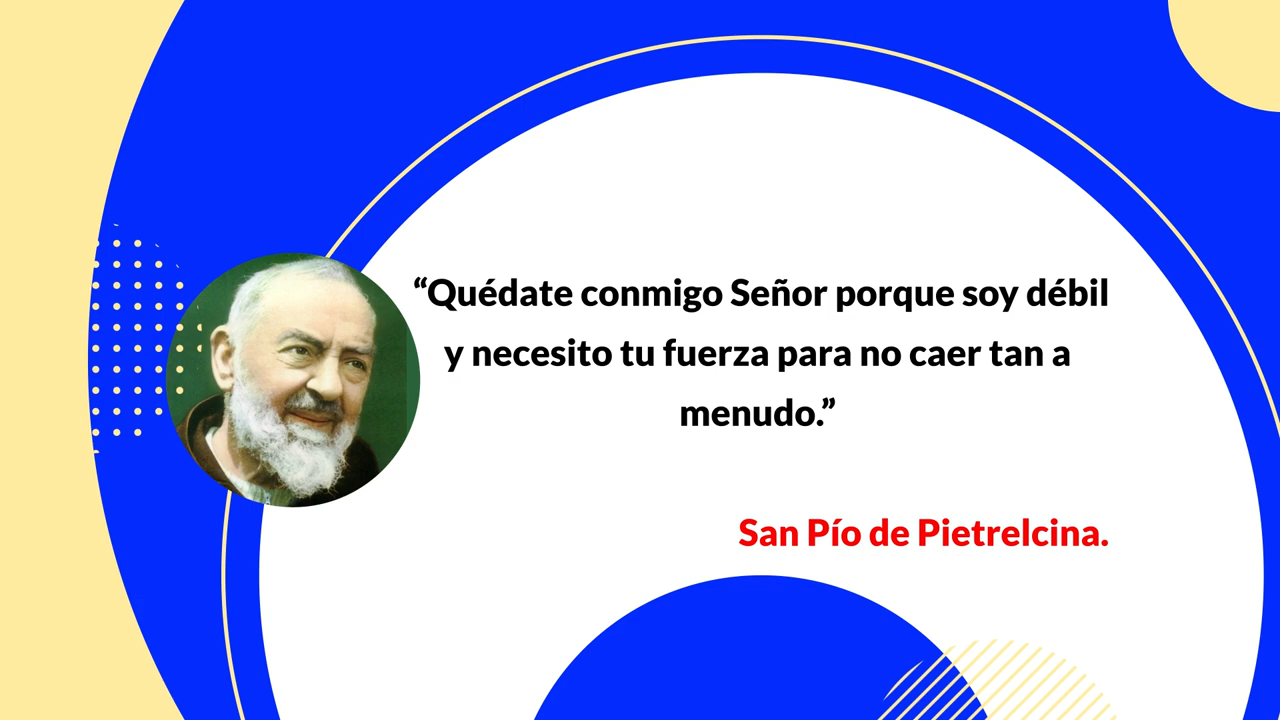 “Quédate conmigo Señor porque soy débil
y necesito tu fuerza para no caer tan a
menudo.”
San Pío de Pietrelcina.